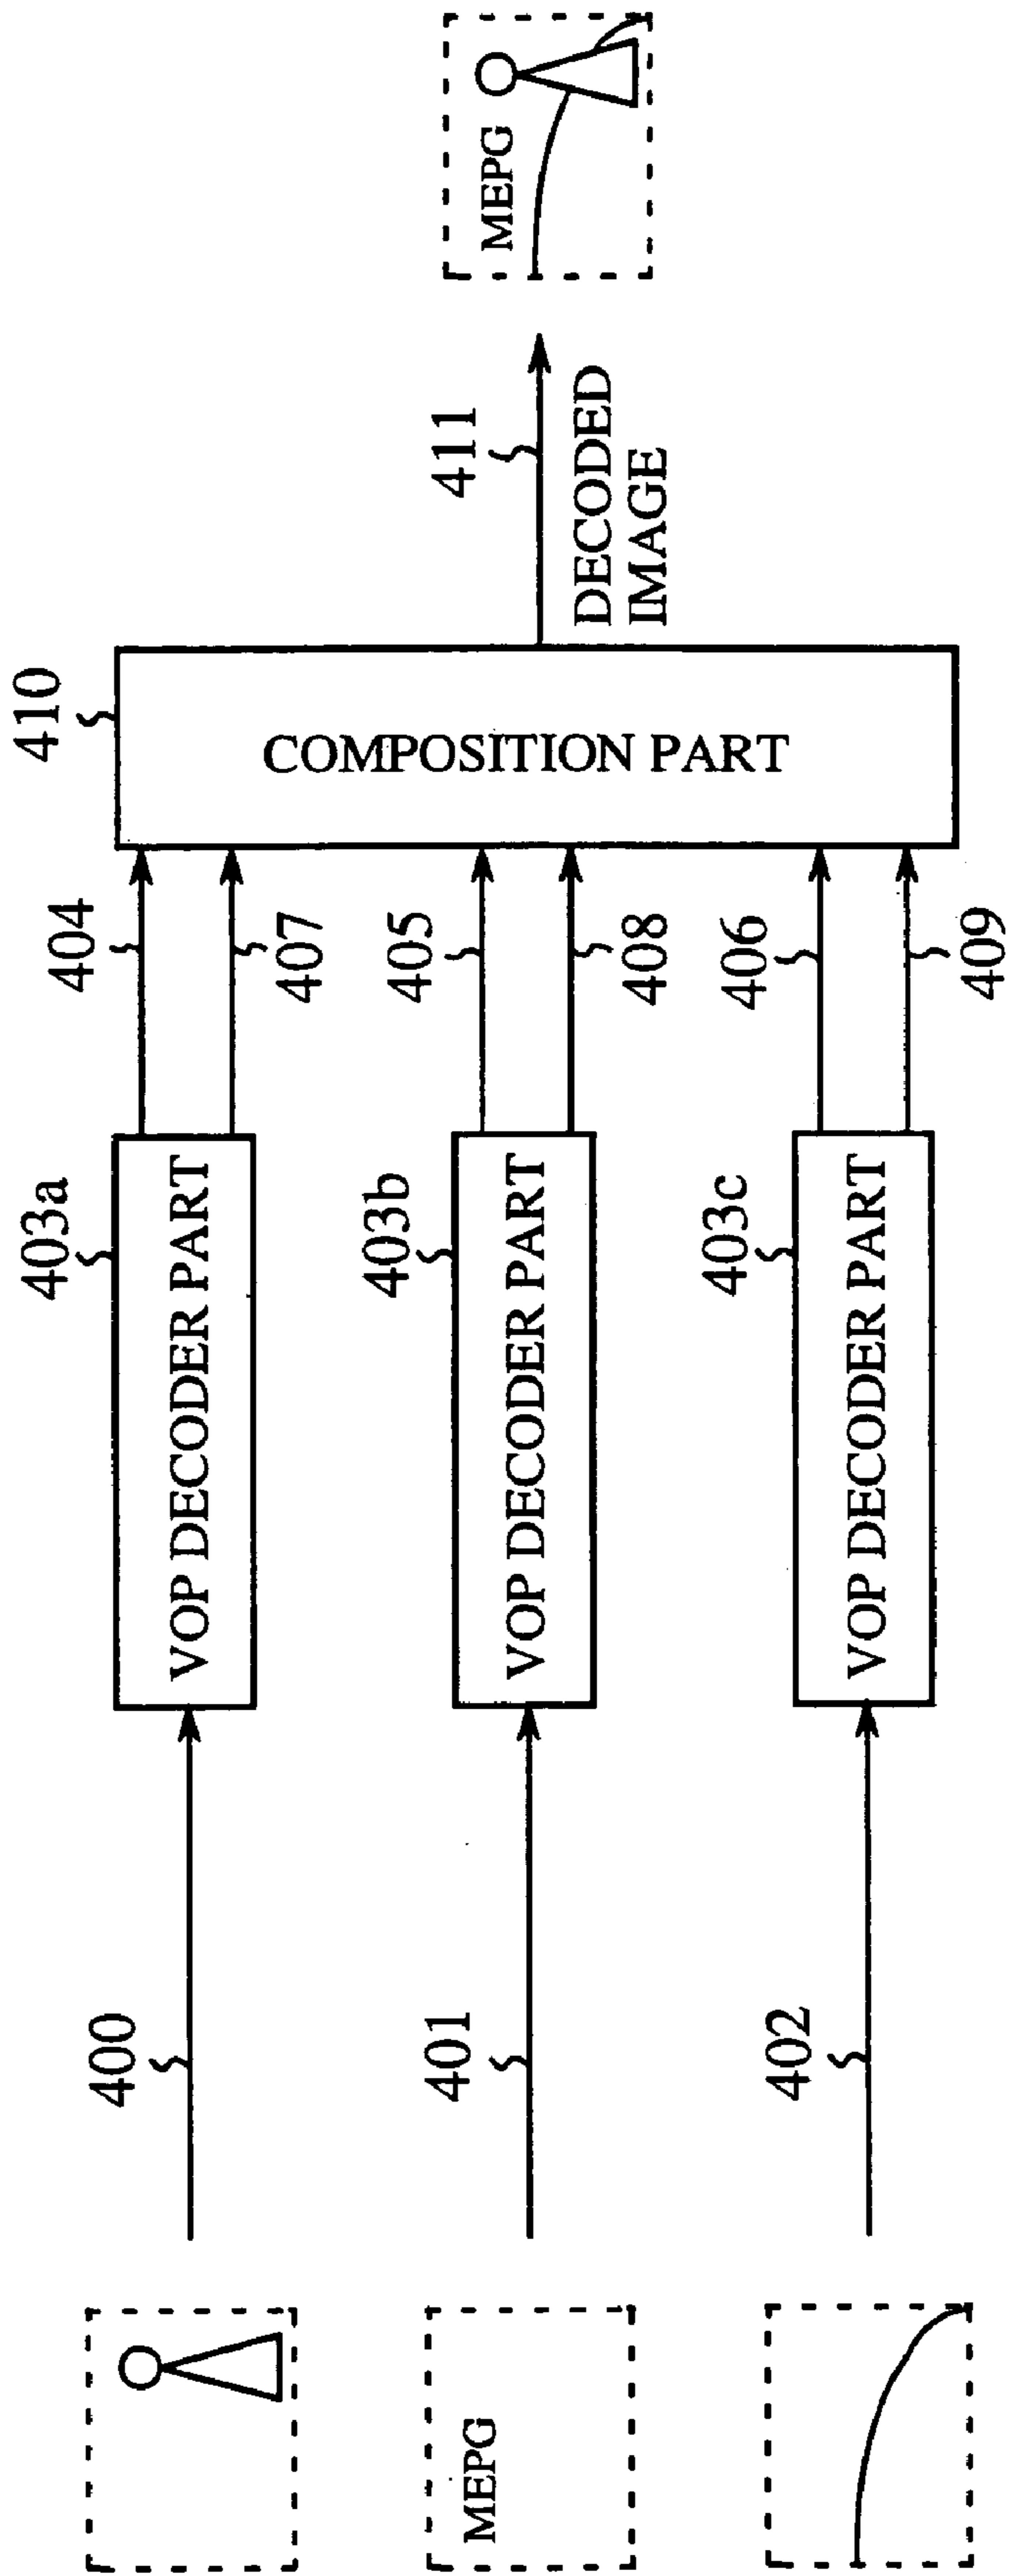 400
403a
VOP DECODER PART
404
407
410
COMPOSITION PART
411
DECODED
IMAGE
MEPG
MEPG
401
403b
VOP DECODER PART
405
408
402
403c
VOP DECODER PART
406
409